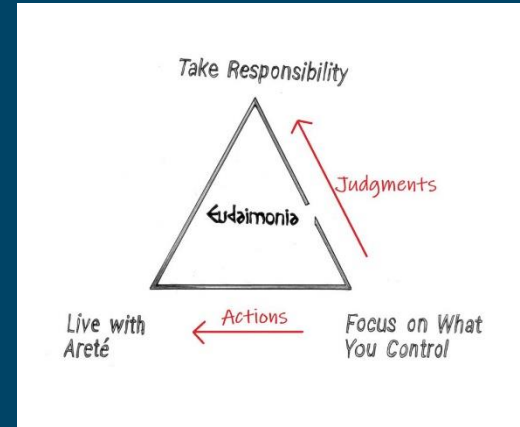 Take Responsibility
Judgments
Eudaimonia
Actions
Live with
Areté
Focus on What
You Control